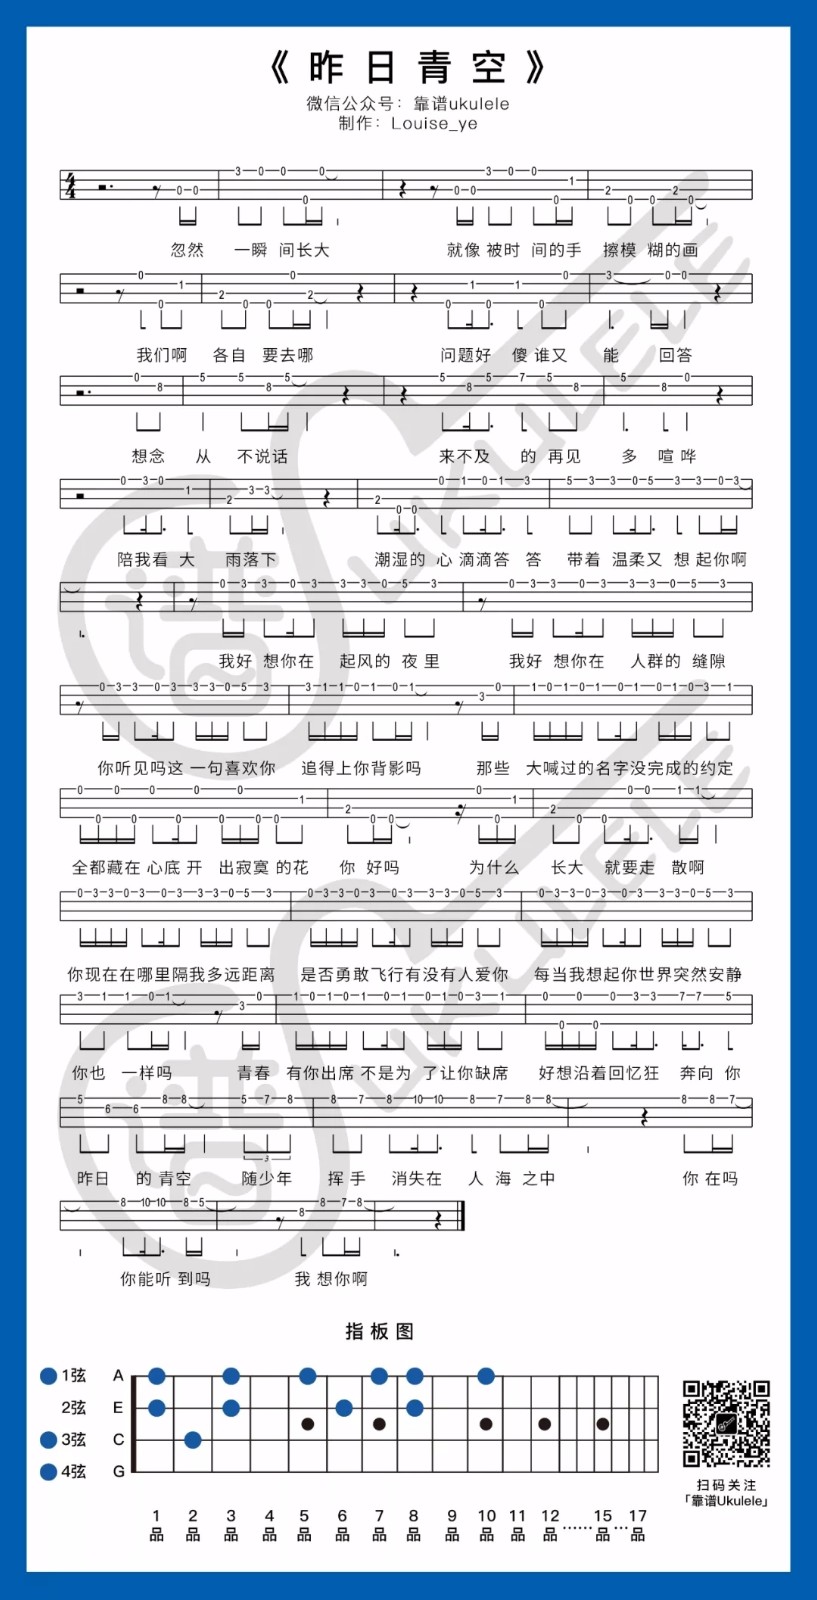 《昨日青空》
微信公众号：靠谱ukulele
制作：Louise_ye
忽然 一瞬 间长大 就像 被时 间的手 擦模 糊的画
我们啊 各自 要去哪 问题好 傻谁又 能 回答
想念 从 不说话 来不及 的 再见 多 喧哗
陪我看 大 雨落下 潮湿的 心 滴滴答 答 带着 温柔又 想 起你啊
我好 想你在 起风的 夜里 我好 想你在 人群的 缝隙
你听见吗这 一句喜欢你 追得上你背影吗 那些 大喊过的名字没完成的约定
全都藏在 心底 开 出寂寞 的花 你 好吗 为什么 长大 就要走 散啊
你现在在哪里隔我多远距离 是否勇敢飞行有没有人爱你 每当我想起你世界突然安静
你也 一样吗 青春 有你出席 不是为 了让你缺席 好想沿着回忆狂 奔向 你
昨日 的 青空 随少年 挥手 消失在 人 海 之中 你 在吗
你能听 到吗 我 想你啊
指板图
1弦 A
2弦 E
3弦 C
4弦 G
1 2 3 4 5 6 7 8 9 10 11 12 15 17
品 品 品 品 品 品 品 品 品 品 品 品 …… 品 … 品
扫码关注
「靠谱Ukulele」